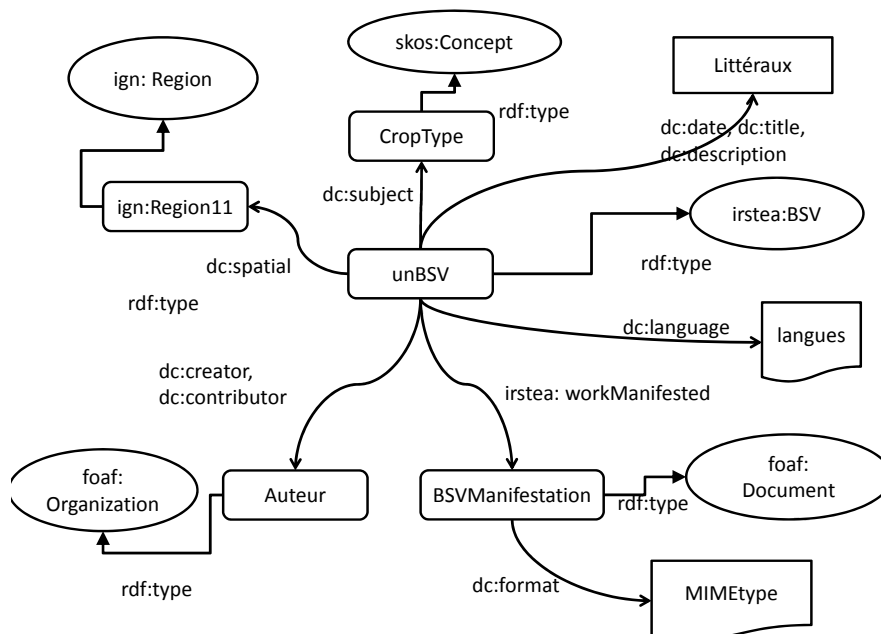 skos:Concept
ign: Region
Littéraux
rdf:type
CropType
dc:date, dc:title,
dc:description
dc:subject
ign:Region11
irstea:BSV
dc:spatial
unBSV
rdf:type
rdf:type
dc:language
langues
dc:creator,
dc:contributor
irstea: workManifested
foaf:
Organization
Auteur
BSVManifestation
foaf:
Document
rdf:type
rdf:type
dc:format
MIMEtype